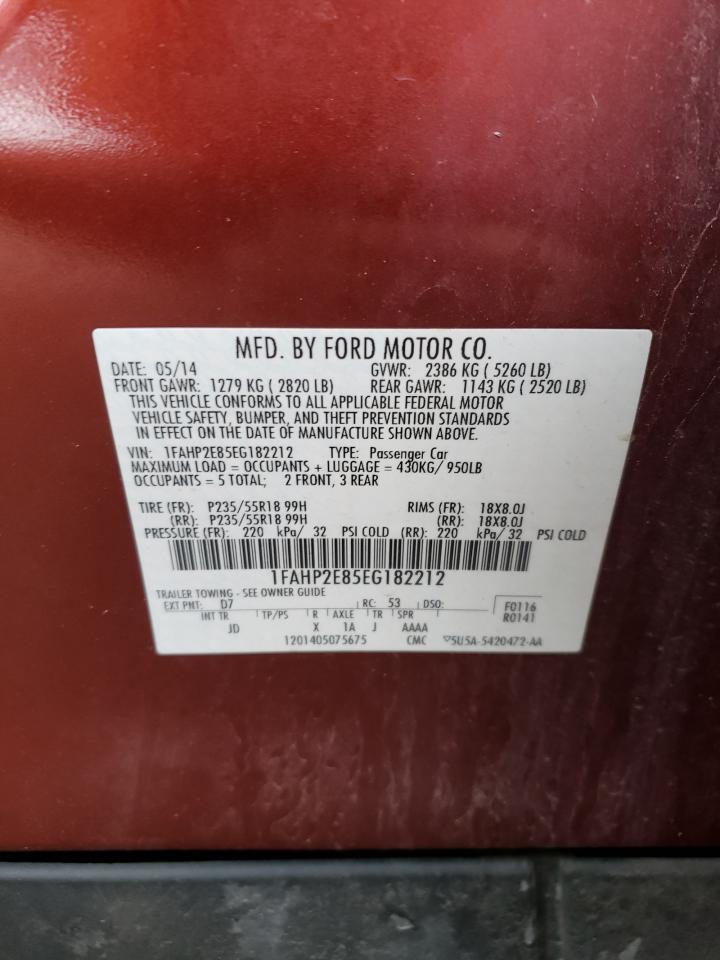 MFD. BY FORD MOTOR CO.
DATE: 05/14 GVWR: 2386 KG ( 5260 LB)
FRONT GAWR: 1279 KG ( 2820 LB) REAR GAWR: 1143 KG ( 2520 LB)
THIS VEHICLE CONFORMS TO ALL APPLICABLE FEDERAL MOTOR
VEHICLE SAFETY, BUMPER, AND THEFT PREVENTION STANDARDS
IN EFFECT ON THE DATE OF MANUFACTURE SHOWN ABOVE.
VIN: 1FAHP2E85EG182212 TYPE: Passenger Car
MAXIMUM LOAD = OCCUPANTS + LUGGAGE = 430KG/ 950LB
OCCUPANTS = 5 TOTAL; 2 FRONT, 3 REAR
TIRE (FR): P235/55R18 99H RIMS (FR): 18X8.0J
(RR): P235/55R18 99H (RR): 18X8.0J
PRESSURE (FR): 220 kPa/ 32 PSI COLD (RR): 220 kPa/ 32 PSI COLD
1FAHP2E85EG182212
TRAILER TOWING - SEE OWNER GUIDE
EXT PNT: D7 RC: 53 DSO: F0116
INT TR TP/PS R AXLE TR SPR R0141
JD X 1A J AAAA
1201405075675 CMC ▽5U5A-5420472-AA